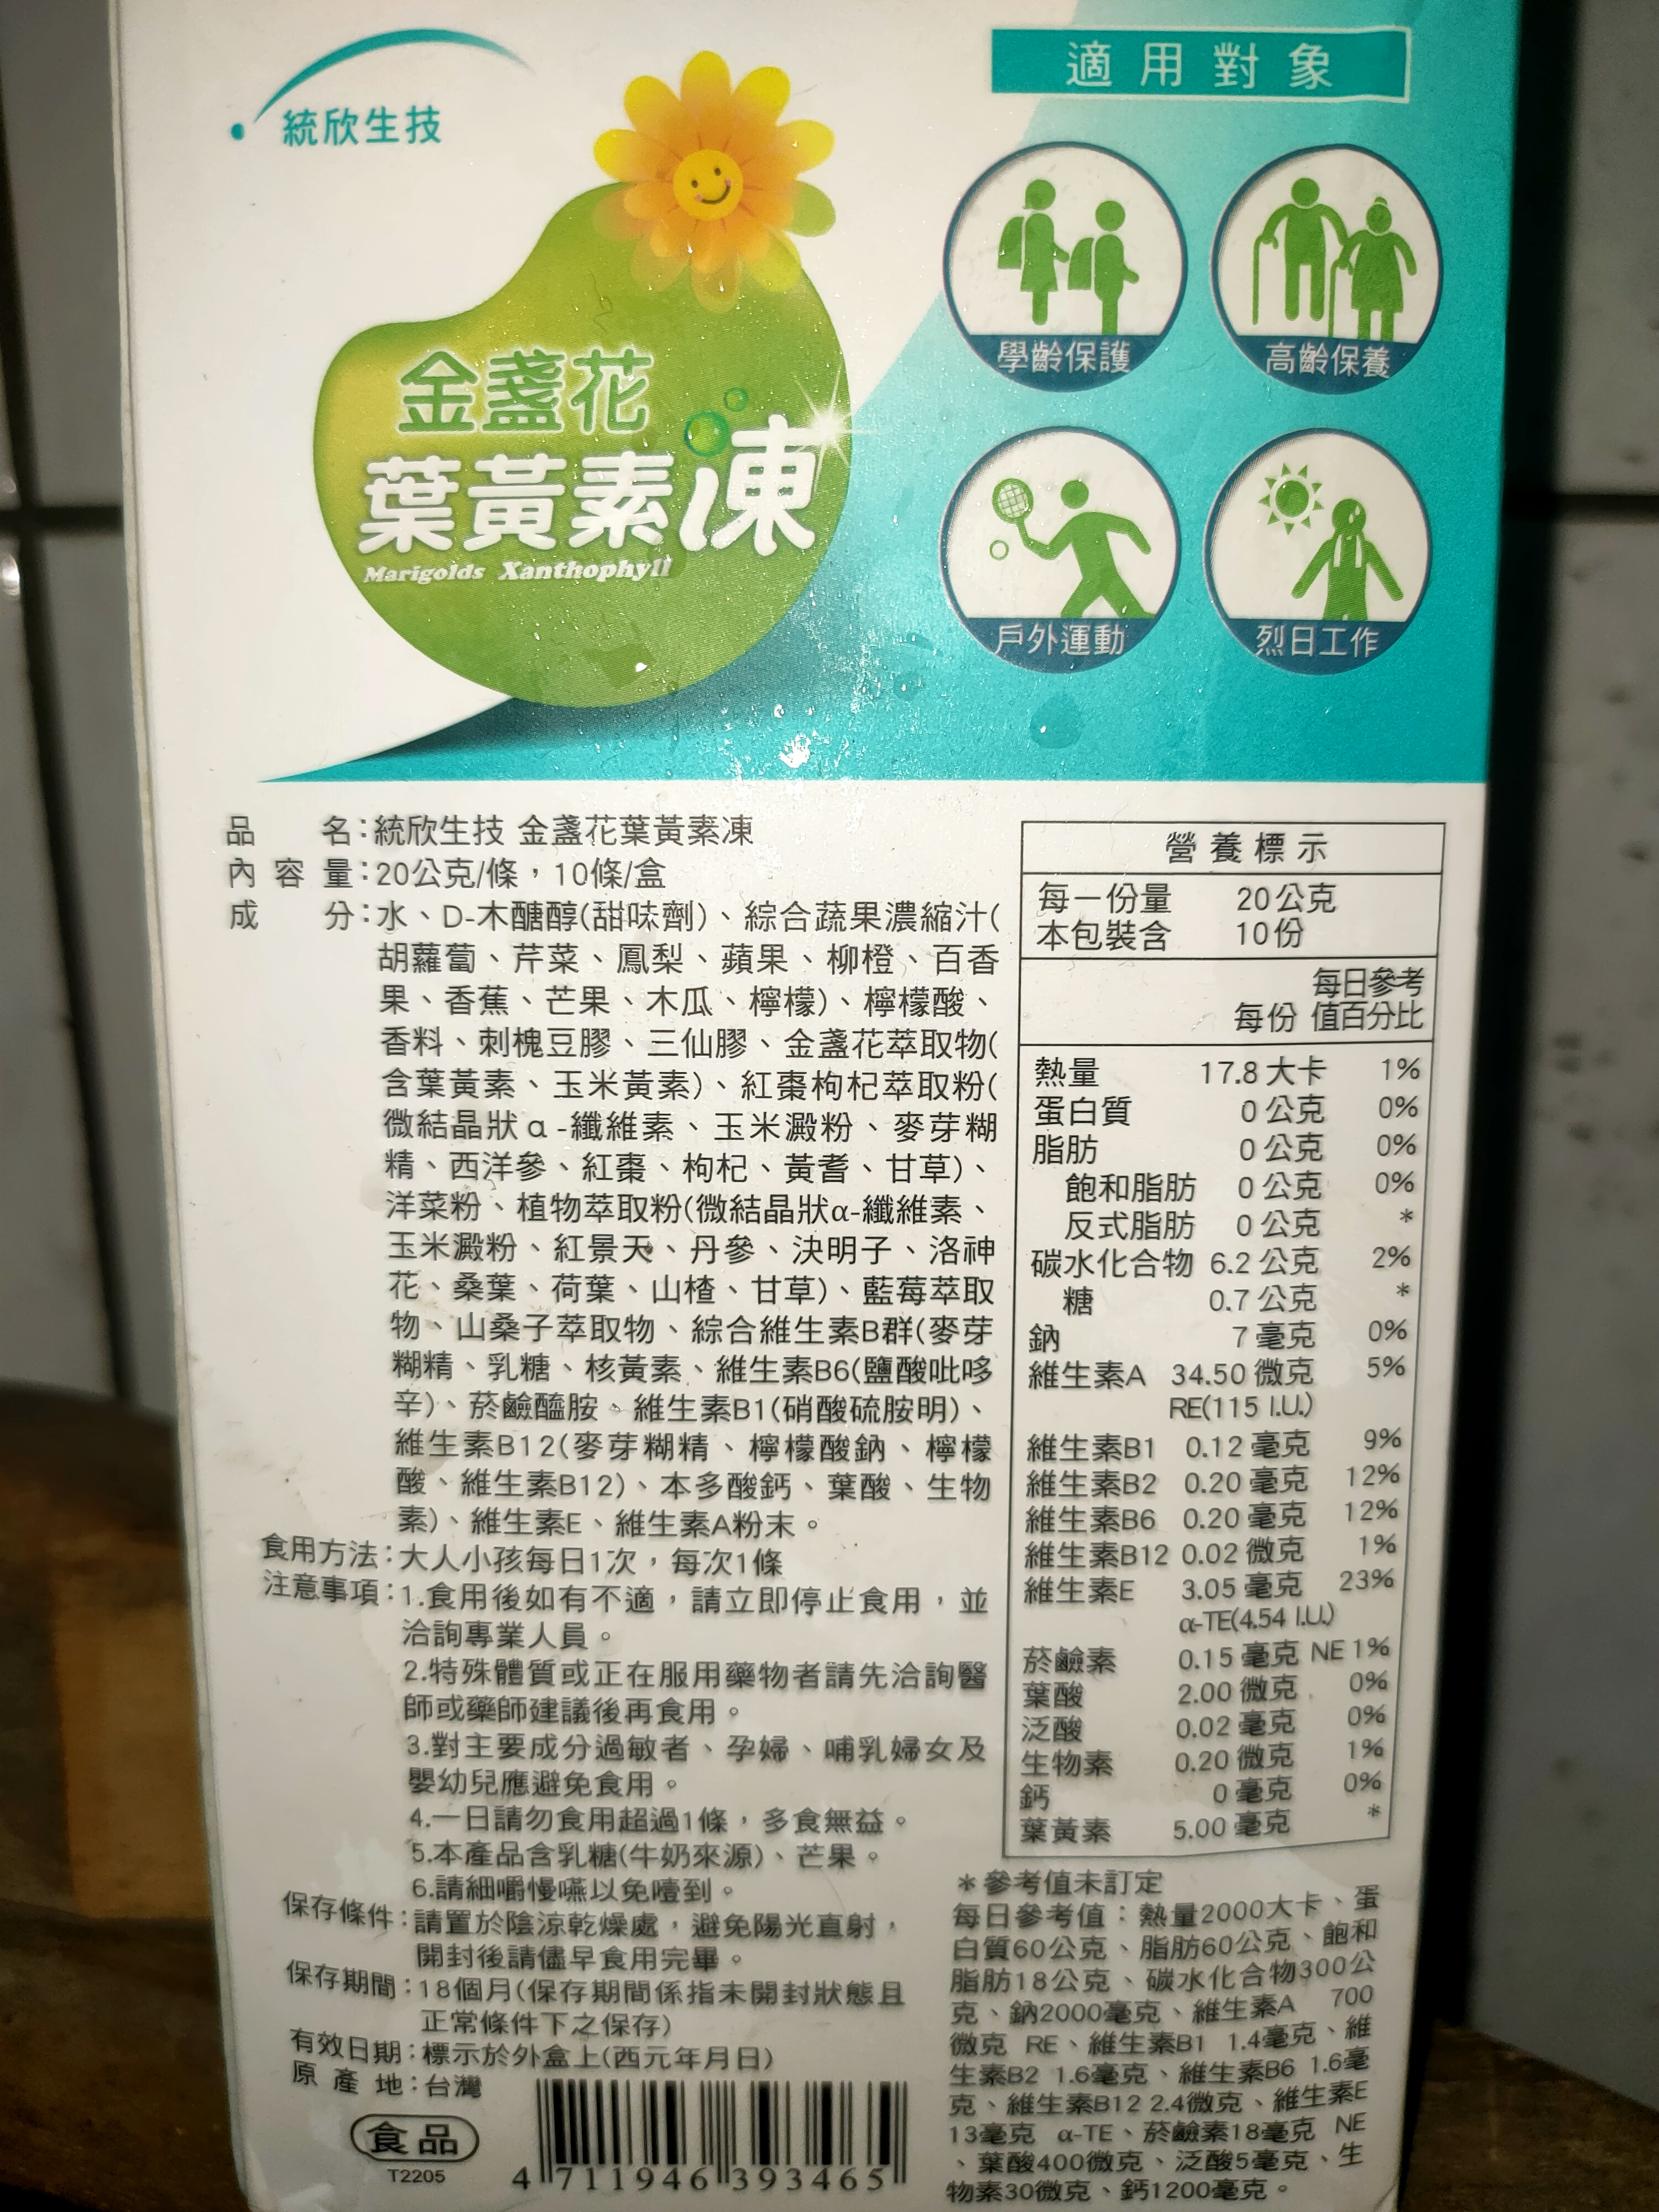 統欣生技
適用對象
學齡保護
高齡保養
金盞花
葉黃素凍
Marigolds Xanthophyll
戶外運動
烈日工作
品名：統欣生技 金盞花葉黃素凍
內容量：20公克/條，10條/盒
成分：水、D-木醣醇(甜味劑)、綜合蔬果濃縮汁(
胡蘿蔔、芹菜、鳳梨、蘋果、柳橙、百香
果、香蕉、芒果、木瓜、檸檬)、檸檬酸、
香料、刺槐豆膠、三仙膠、金盞花萃取物(
含葉黃素、玉米黃素)、紅棗枸杞萃取粉(
微結晶狀α-纖維素、玉米澱粉、麥芽糊
精、西洋參、紅棗、枸杞、黃耆、甘草)、
洋菜粉、植物萃取粉(微結晶狀α-纖維素、
玉米澱粉、紅景天、丹參、決明子、洛神
花、桑葉、荷葉、山楂、甘草)、藍莓萃取
物、山桑子萃取物、綜合維生素B群(麥芽
糊精、乳糖、核黃素、維生素B6(鹽酸吡哆
辛)、菸鹼醯胺、維生素B1(硝酸硫胺明)、
維生素B12(麥芽糊精、檸檬酸鈉、檸檬
酸、維生素B12)、本多酸鈣、葉酸、生物
素)、維生素E、維生素A粉末。
食用方法：大人小孩每日1次，每次1條
注意事項：1.食用後如有不適，請立即停止食用，並
洽詢專業人員。
2.特殊體質或正在服用藥物者請先洽詢醫
師或藥師建議後再食用。
3.對主要成分過敏者、孕婦、哺乳婦女及
嬰幼兒應避免食用。
4.一日請勿食用超過1條，多食無益。
5.本產品含乳糖(牛奶來源)、芒果。
6.請細嚼慢嚥以免噎到。
保存條件：請置於陰涼乾燥處，避免陽光直射，
開封後請儘早食用完畢。
保存期間：18個月(保存期間係指未開封狀態且
正常條件下之保存)
有效日期：標示於外盒上(西元年月日)
原產地：台灣
食品
T2205
4 711946 393465
營養標示
每一份量 20公克
本包裝含 10份
每日參考
每份 值百分比
熱量 17.8大卡 1%
蛋白質 0公克 0%
脂肪 0公克 0%
飽和脂肪 0公克 0%
反式脂肪 0公克 *
碳水化合物 6.2公克 2%
糖 0.7公克 *
鈉 7毫克 0%
維生素A 34.50微克 5%
RE(115 I.U.)
維生素B1 0.12毫克 9%
維生素B2 0.20毫克 12%
維生素B6 0.20毫克 12%
維生素B12 0.02微克 1%
維生素E 3.05毫克 23%
α-TE(4.54 I.U.)
菸鹼素 0.15毫克 NE 1%
葉酸 2.00微克 0%
泛酸 0.02毫克 0%
生物素 0.20微克 1%
鈣 0毫克 0%
葉黃素 5.00毫克 *
*參考值未訂定
每日參考值：熱量2000大卡、蛋
白質60公克、脂肪60公克、飽和
脂肪18公克、碳水化合物300公
克、鈉2000毫克、維生素A 700
微克 RE、維生素B1 1.4毫克、維
生素B2 1.6毫克、維生素B6 1.6毫
克、維生素B12 2.4微克、維生素E
13毫克 α-TE、菸鹼素18毫克 NE
、葉酸400微克、泛酸5毫克、生
物素30微克、鈣1200毫克。